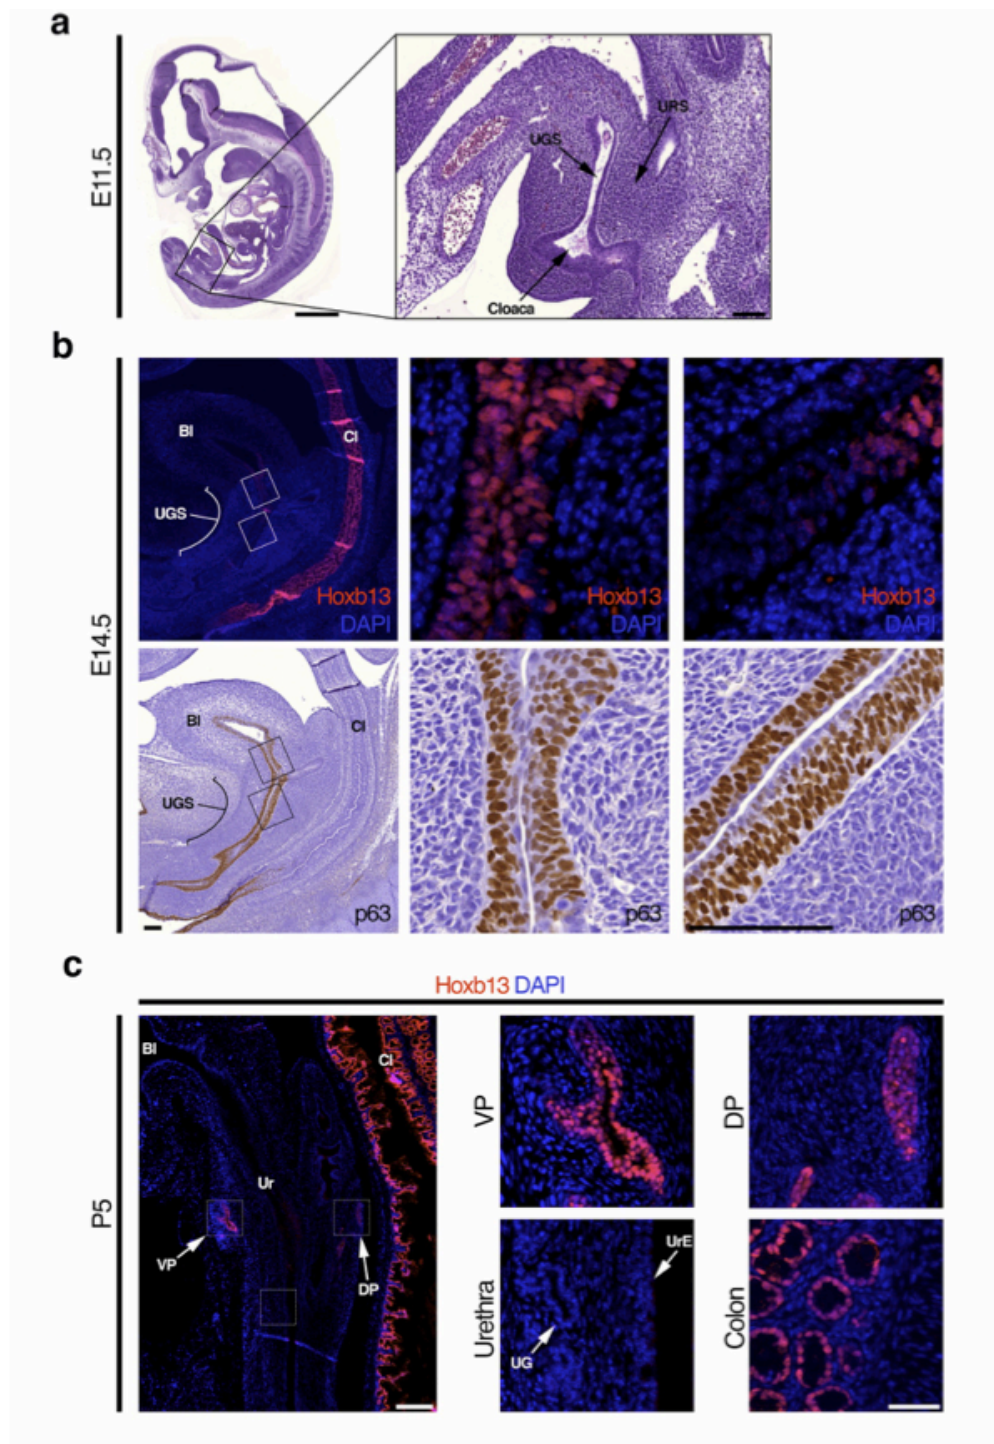 a
E11.5
URS
UGS
Cloaca
b
E14.5
Bl
Cl
UGS
Hoxb13
DAPI
Hoxb13
DAPI
Hoxb13
DAPI
Bl
Cl
UGS
p63
p63
p63
c
Hoxb13 DAPI
P5
Bl
Cl
Ur
VP
DP
VP
DP
Urethra
UrE
UG
Colon